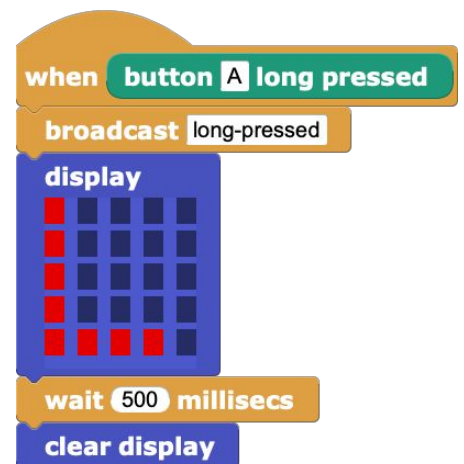 when button A long pressed
broadcast long-pressed
display
wait 500 millisecs
clear display